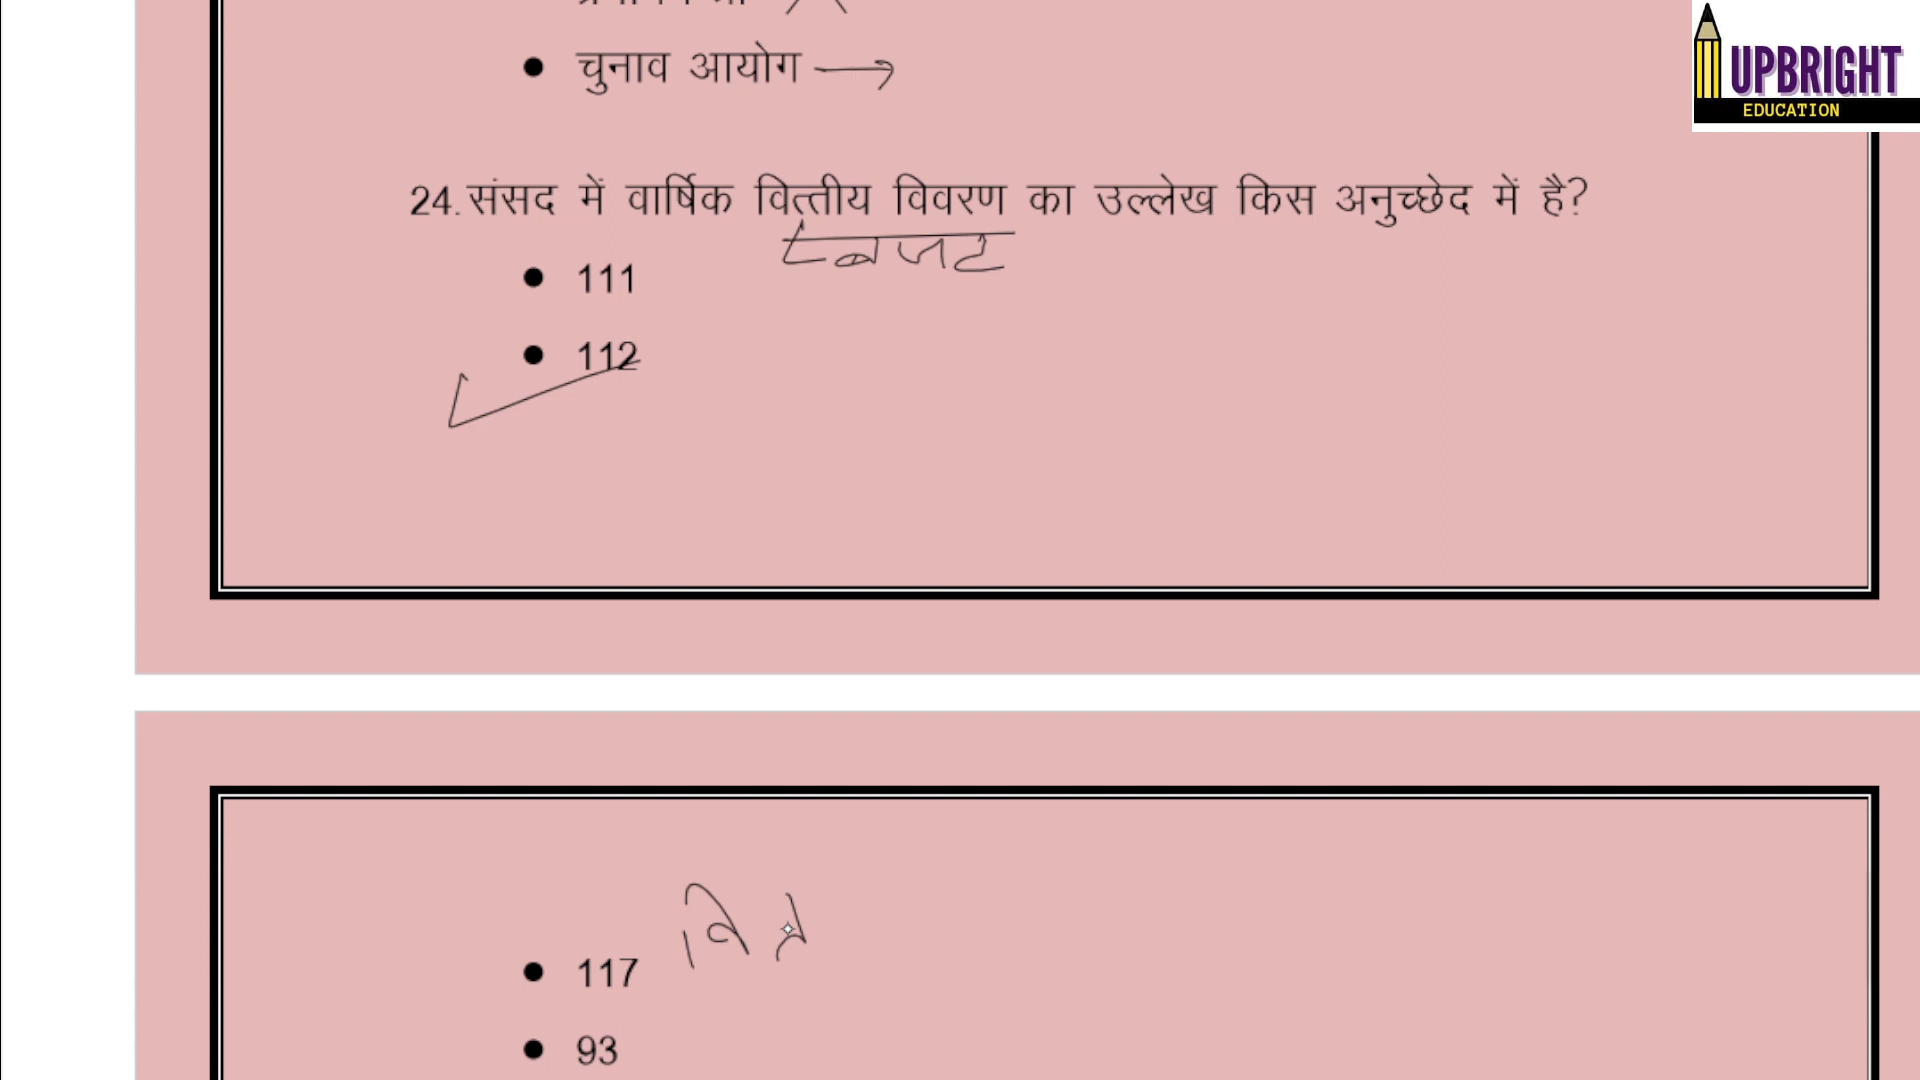 UPBRIGHT
EDUCATION
चुनाव आयोग
24. संसद में वार्षिक वित्तीय विवरण का उल्लेख किस अनुच्छेद में है?
बजट
111
112
117
93